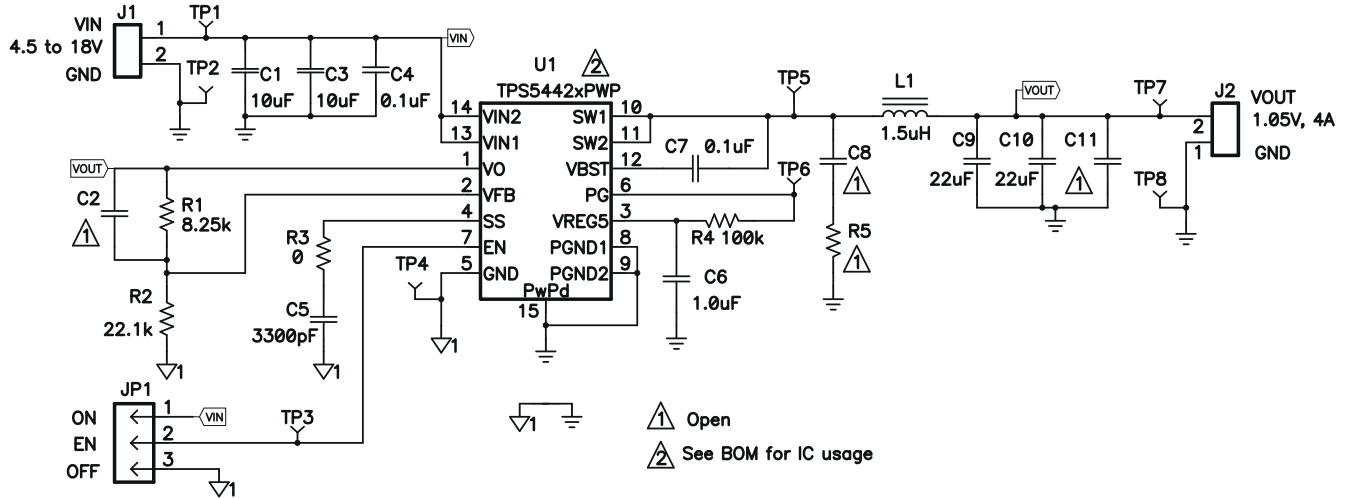 J1
TP1
VIN
4.5 to 18V
GND
1
2
TP2
VIN
C1
10uF
C3
10uF
C4
0.1uF
U1
2
TPS5442xPWP
14
VIN2
13
VIN1
1
VO
2
VFB
4
SS
7
EN
5
GND
PwPd
15
SW1
10
SW2
11
VBST
12
PG
6
VREG5
3
PGND1
8
PGND2
9
VOUT
C2
1
R1
8.25k
R2
22.1k
1
R3
0
C5
3300pF
1
TP4
1
C7
0.1uF
TP5
TP6
R4 100k
C6
1.0uF
C8
1
R5
1
L1
1.5uH
VOUT
C9
22uF
C10
22uF
C11
1
TP7
TP8
J2
2
1
VOUT
1.05V, 4A
GND
JP1
ON
EN
OFF
1
2
3
VIN
TP3
1
1
1
Open
2
See BOM for IC usage